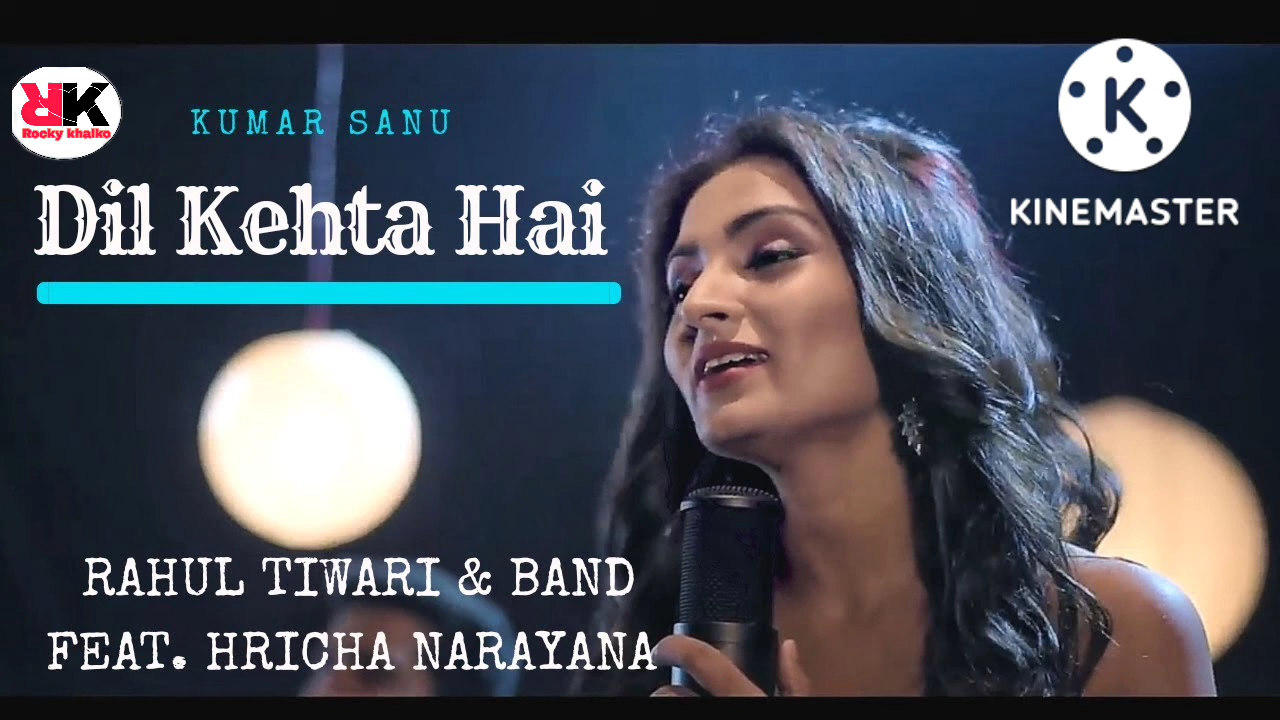 RK
Rocky khalko
KUMAR SANU
Dil Kehta Hai
K
KINEMASTER
RAHUL TIWARI & BAND
FEAT. HRICHA NARAYANA